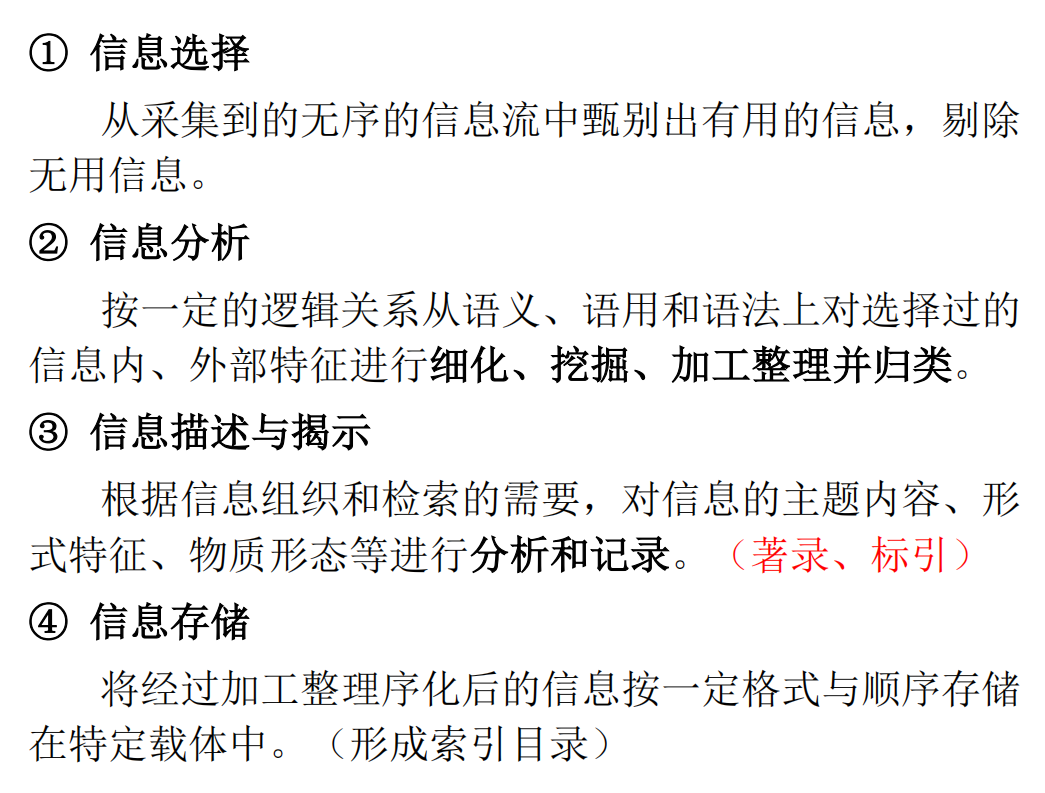 ① 信息选择
从采集到的无序的信息流中甄别出有用的信息，剔除
无用信息。
② 信息分析
按一定的逻辑关系从语义、语用和语法上对选择过的
信息内、外部特征进行细化、挖掘、加工整理并归类。
③ 信息描述与揭示
根据信息组织和检索的需要，对信息的主题内容、形
式特征、物质形态等进行分析和记录。（著录、标引）
④ 信息存储
将经过加工整理序化后的信息按一定格式与顺序存储
在特定载体中。（形成索引目录）